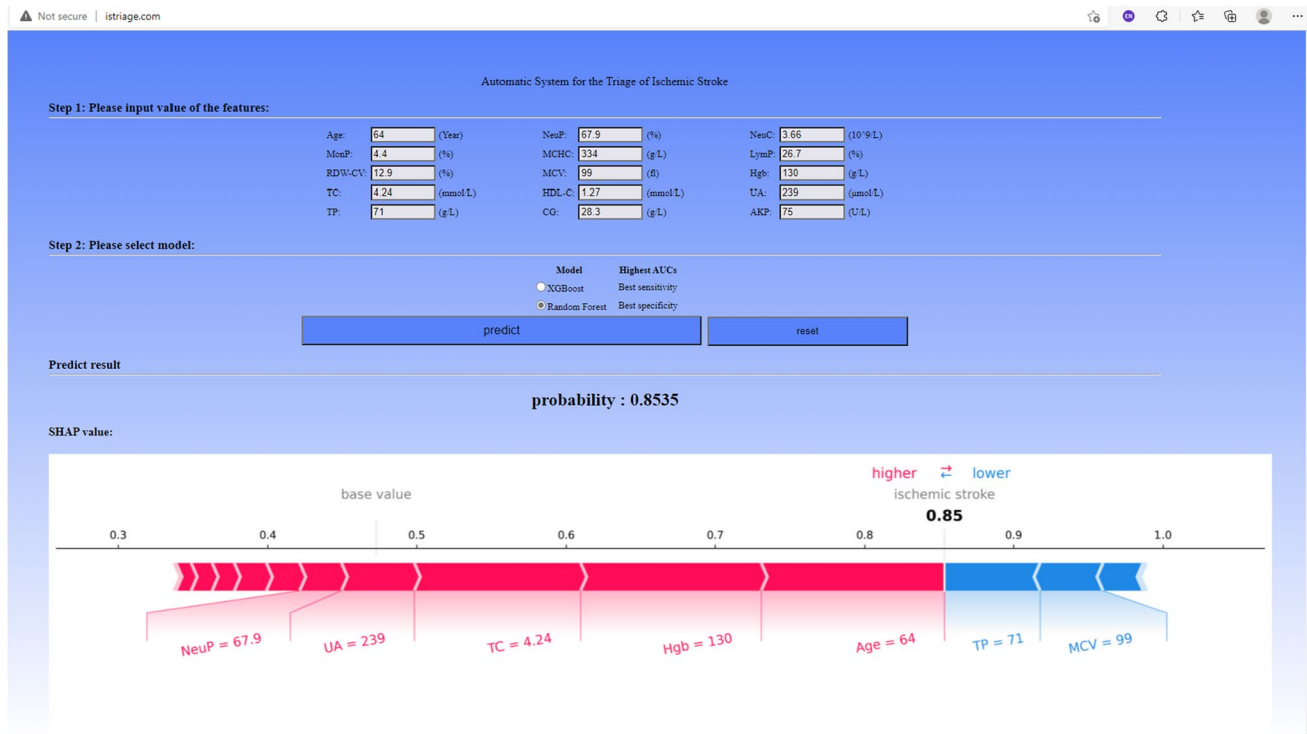 Not secure | istriage.com
EN
Automatic System for the Triage of Ischemic Stroke
Step 1: Please input value of the features:
Age: 64 (Year) NeuP: 67.9 (%) NeuC: 3.66 (10^9/L)
MonP: 4.4 (%) MCHC: 334 (g/L) LymP: 26.7 (%)
RDW-CV: 12.9 (%) MCV: 99 (fl) Hgb: 130 (g/L)
TC: 4.24 (mmol/L) HDL-C: 1.27 (mmol/L) UA: 239 (μmol/L)
TP: 71 (g/L) CG: 28.3 (g/L) AKP: 75 (U/L)
Step 2: Please select model:
Model Highest AUCs
XGBoost Best sensitivity
Random Forest Best specificity
predict reset
Predict result
probability : 0.8535
SHAP value:
higher ⇄ lower
base value ischemic stroke
0.85
0.3 0.4 0.5 0.6 0.7 0.8 0.9 1.0
NeuP = 67.9 UA = 239 TC = 4.24 Hgb = 130 Age = 64 TP = 71 MCV = 99